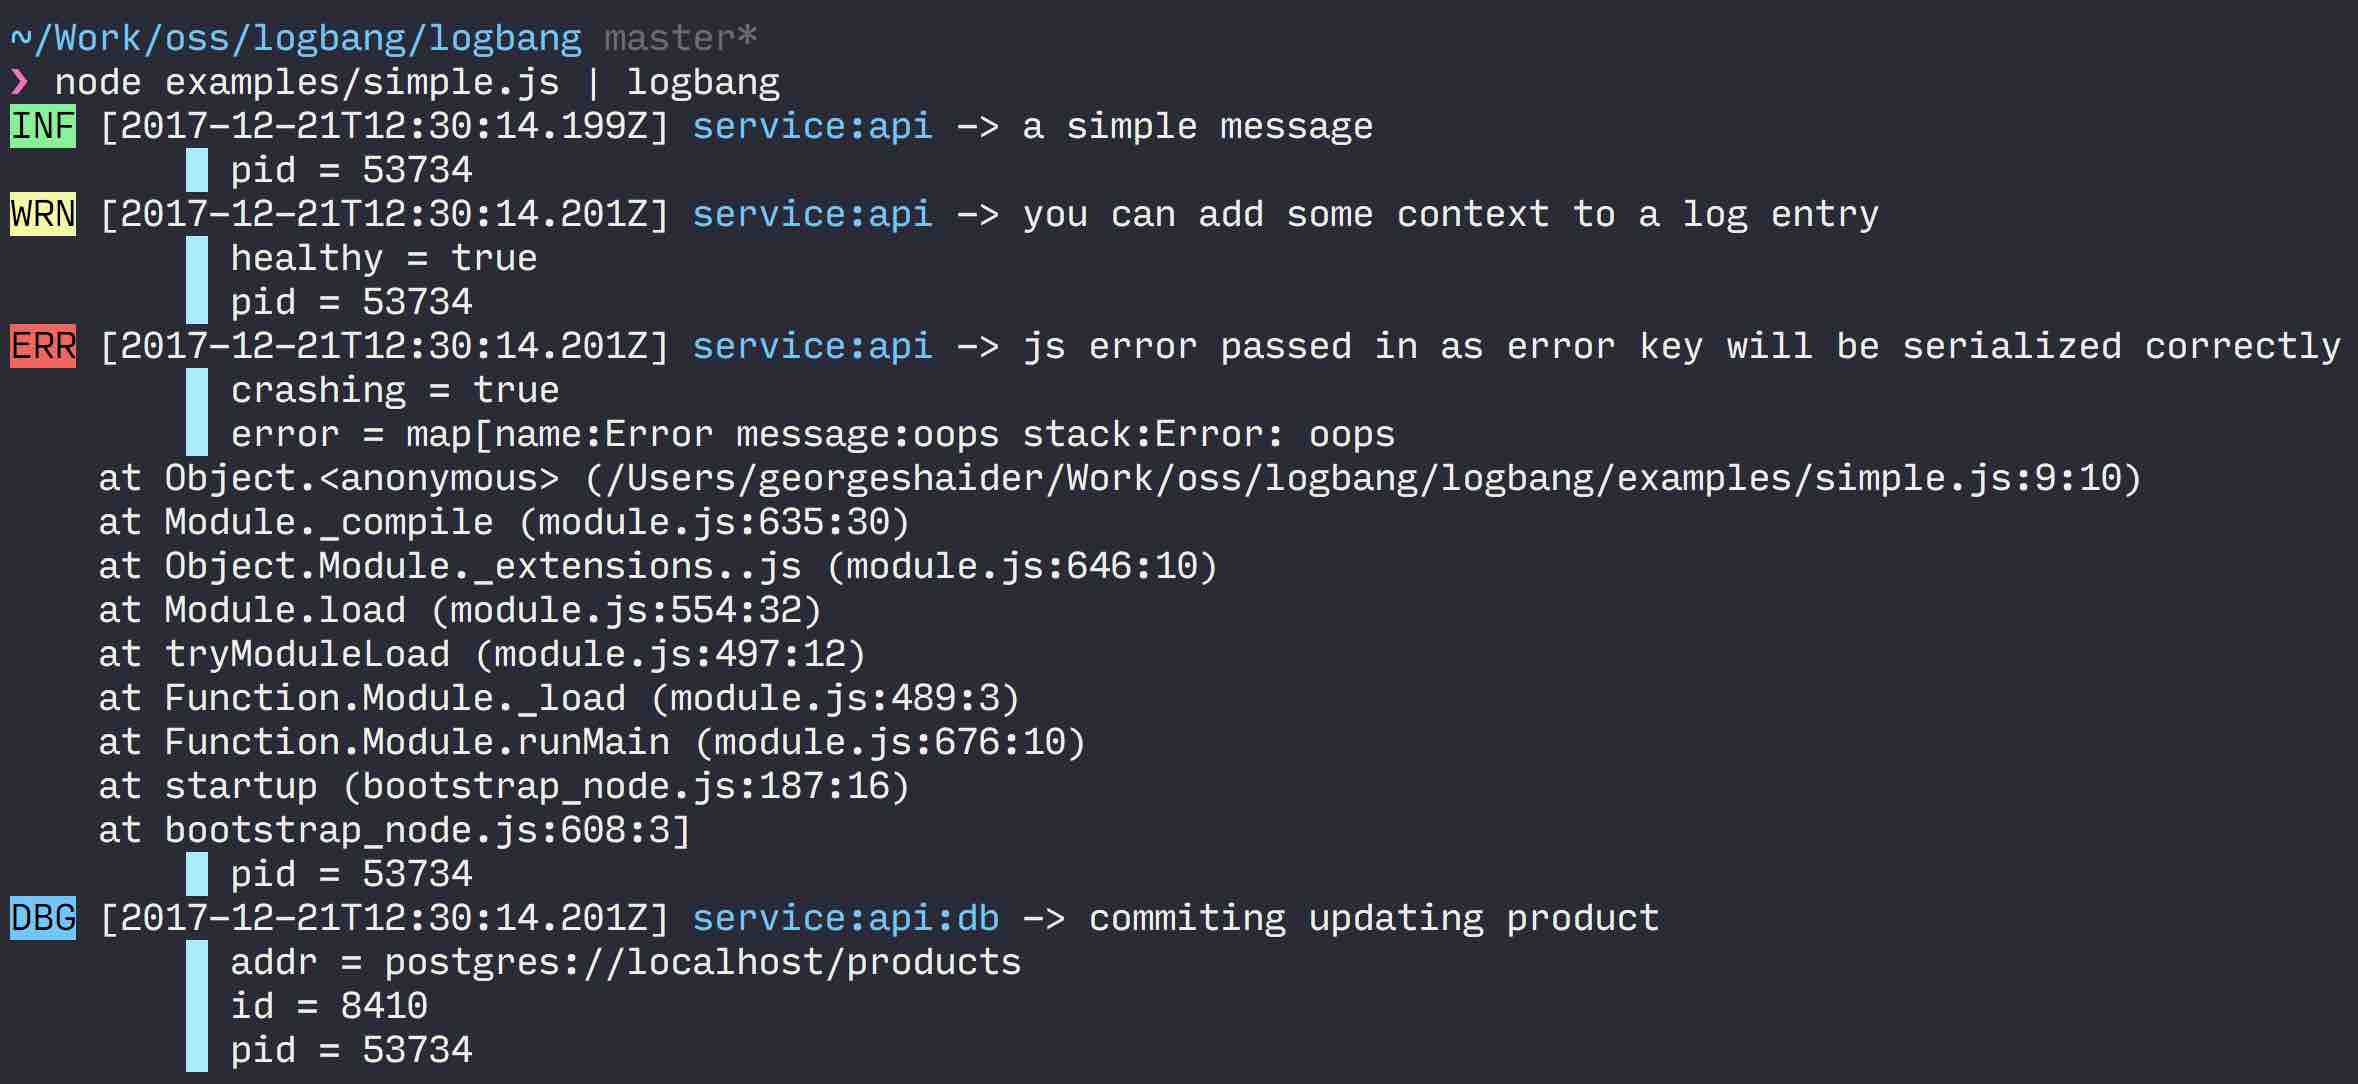 ~/Work/oss/logbang/logbang master*
❯ node examples/simple.js | logbang
INF [2017-12-21T12:30:14.199Z] service:api -> a simple message
pid = 53734
WRN [2017-12-21T12:30:14.201Z] service:api -> you can add some context to a log entry
healthy = true
pid = 53734
ERR [2017-12-21T12:30:14.201Z] service:api -> js error passed in as error key will be serialized correctly
crashing = true
error = map[name:Error message:oops stack:Error: oops
at Object.<anonymous> (/Users/georgeshaider/Work/oss/logbang/logbang/examples/simple.js:9:10)
at Module._compile (module.js:635:30)
at Object.Module._extensions..js (module.js:646:10)
at Module.load (module.js:554:32)
at tryModuleLoad (module.js:497:12)
at Function.Module._load (module.js:489:3)
at Function.Module.runMain (module.js:676:10)
at startup (bootstrap_node.js:187:16)
at bootstrap_node.js:608:3]
pid = 53734
DBG [2017-12-21T12:30:14.201Z] service:api:db -> commiting updating product
addr = postgres://localhost/products
id = 8410
pid = 53734